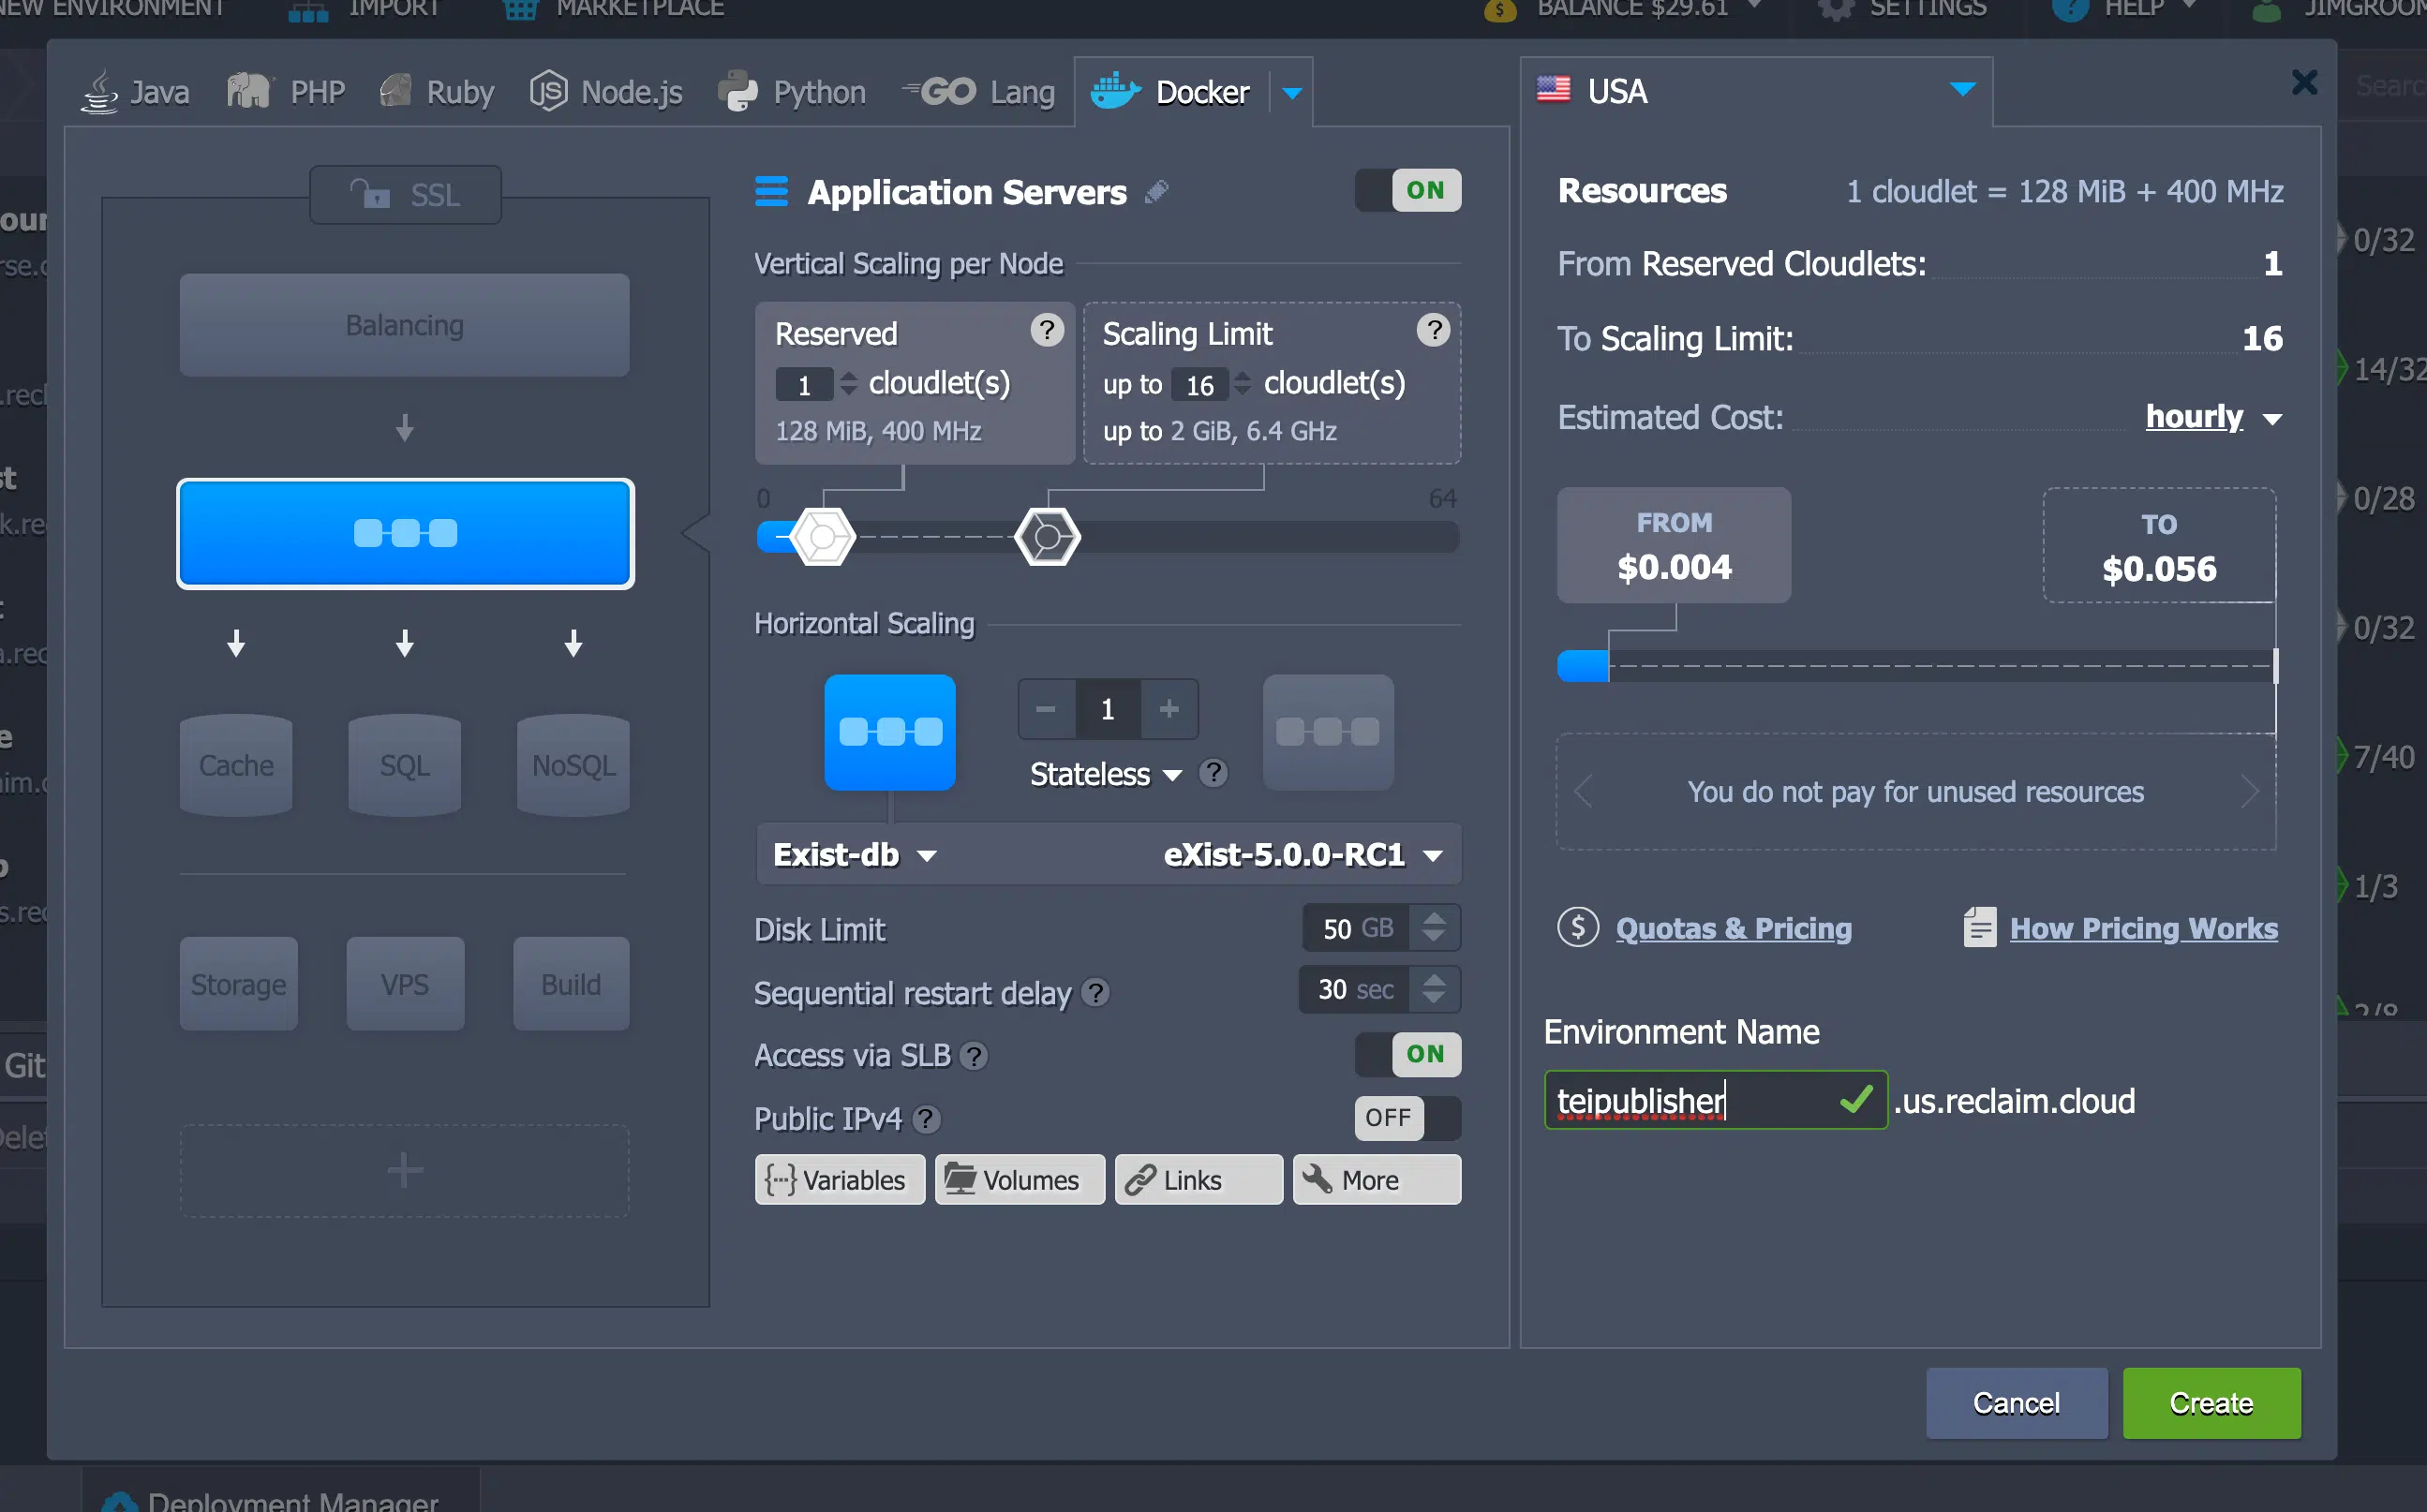 NEW ENVIRONMENT
IMPORT
MARKETPLACE
BALANCE $29.61
SETTINGS
HELP
JIMGROOM
Java
PHP
Ruby
JS Node.js
Python
GO Lang
Docker
USA
Searc
SSL
Balancing
Cache
SQL
NoSQL
Storage
VPS
Build
+
Application Servers
ON
Vertical Scaling per Node
Reserved ?
1 cloudlet(s)
128 MiB, 400 MHz
Scaling Limit ?
up to 16 cloudlet(s)
up to 2 GiB, 6.4 GHz
0
64
Horizontal Scaling
− 1 +
Stateless ?
Exist-db
eXist-5.0.0-RC1
Disk Limit
50 GB
Sequential restart delay ?
30 sec
Access via SLB ?
ON
Public IPv4 ?
OFF
Variables
Volumes
Links
More
Resources
1 cloudlet = 128 MiB + 400 MHz
From Reserved Cloudlets: 1
To Scaling Limit: 16
Estimated Cost: hourly
FROM
$0.004
TO
$0.056
You do not pay for unused resources
$ Quotas & Pricing
How Pricing Works
Environment Name
teipublisher
.us.reclaim.cloud
Cancel
Create
0/32
14/32
0/28
0/32
7/40
1/3
2/8
Git
Delet
Deployment Manager